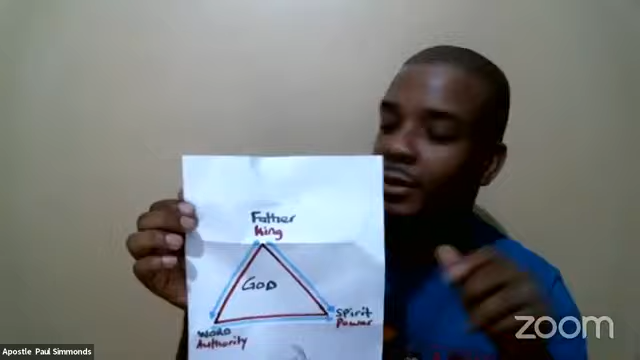 Father
King
GOD
Spirit
Power
WORD
Authority
Apostle Paul Simmonds
zoom